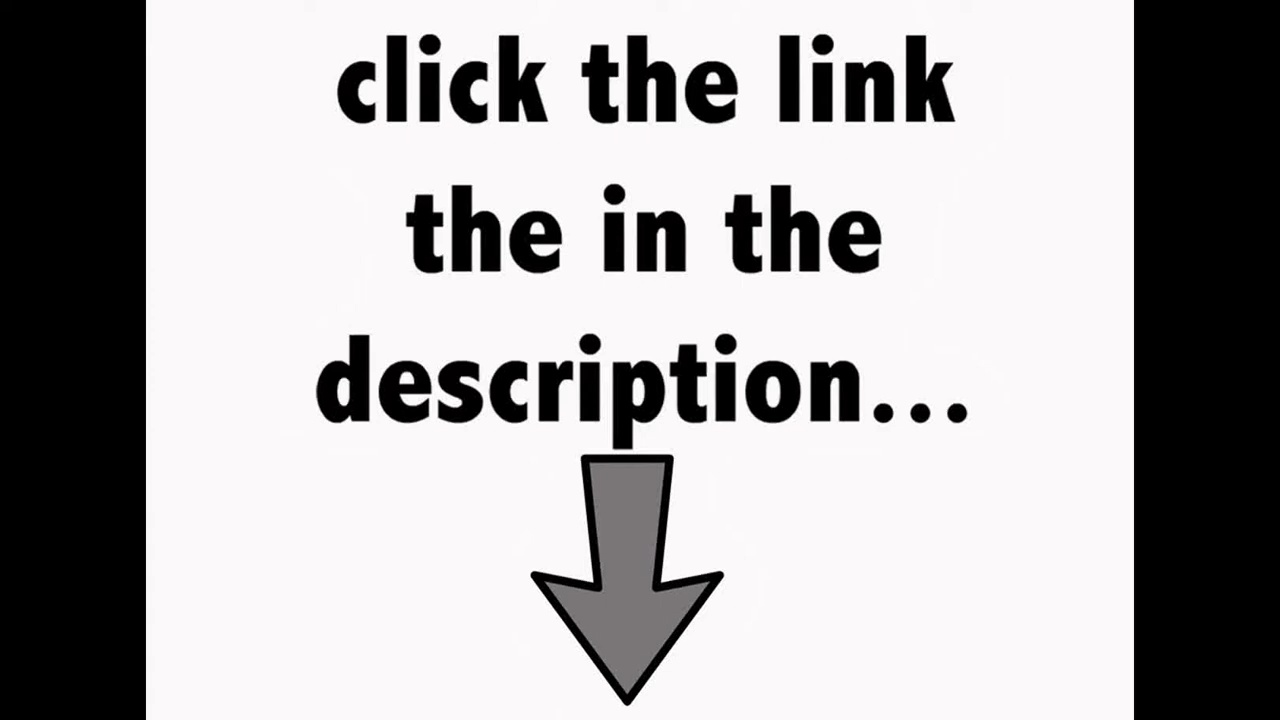 click the link
the in the
description...